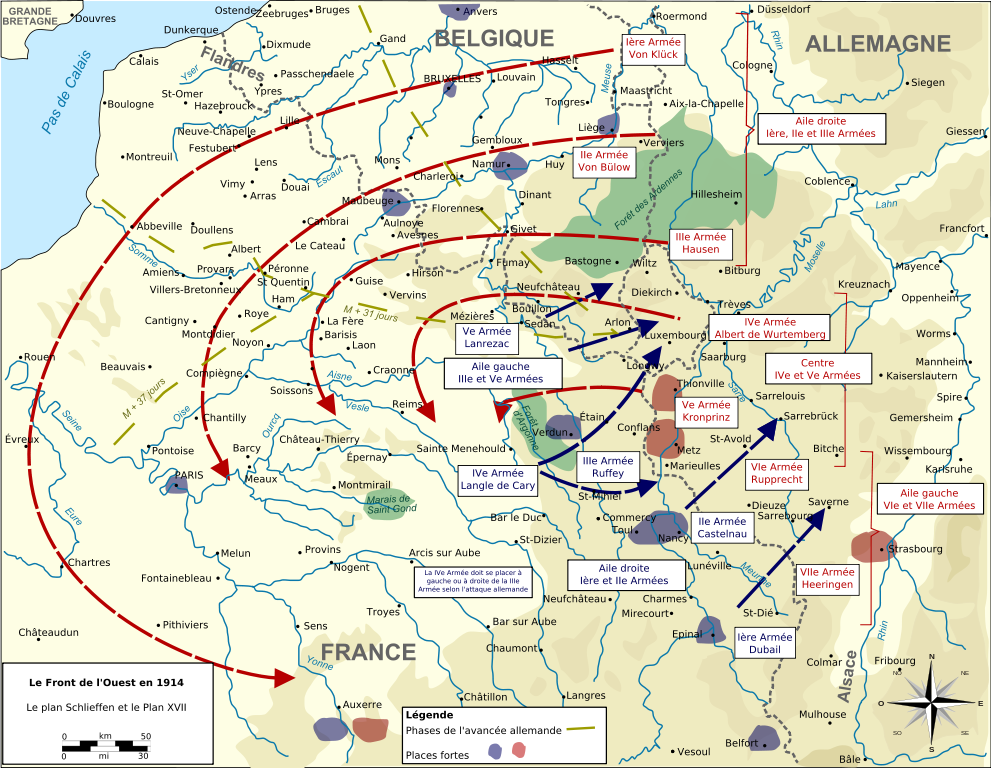 GRANDE
BRETAGNE
Douvres
Ostende
Zeebruges
Bruges
Anvers
Roermond
Düsseldorf
Dunkerque
Dixmude
Gand
BELGIQUE
Ière Armée
Von Klück
Rhin
ALLEMAGNE
Pas de Calais
Calais
Flandres
Yser
Passchendaele
Hasselt
Cologne
St-Omer
Ypres
BRUXELLES
Louvain
Meuse
Maastricht
Siegen
Boulogne
Hazebrouck
Tongres
Aix-la-Chapelle
Lille
Liège
Aile droite
Ière, IIe et IIIe Armées
Neuve-Chapelle
Festubert
Gembloux
Verviers
Giessen
Montreuil
Lens
Mons
Namur
Huy
IIe Armée
Von Bülow
Vimy
Douai
Escaut
Charleroi
Coblence
Arras
Maubeuge
Dinant
Forêt des Ardennes
Hillesheim
Lahn
Abbeville
Doullens
Cambrai
Aulnoye
Florennes
Givet
Francfort
Avesnes
IIIe Armée
Hausen
Somme
Albert
Le Cateau
Moselle
Amiens
Provars
Péronne
Hirson
Fumay
Bastogne
Wiltz
Bitburg
Mayence
Villers-Bretonneux
St Quentin
Guise
Neufchâteau
Diekirch
Kreuznach
Oppenheim
Ham
Vervins
Bouillon
Trèves
Cantigny
Roye
M + 31 jours
Mézières
Sedan
Arlon
IVe Armée
Albert de Wurtemberg
Montdidier
La Fère
Barisis
Ve Armée
Lanrezac
Luxembourg
Worms
Noyon
Laon
Rouen
Saarburg
Beauvais
Compiègne
Aisne
Craonne
Aile gauche
IIIe et Ve Armées
Longwy
Centre
IVe et Ve Armées
Mannheim
Kaiserslautern
M + 37 jours
Soissons
Thionville
Sarre
Sarrelouis
Spire
Seine
Oise
Chantilly
Vesle
Reims
Forêt
d'Argonne
Étain
Ve Armée
Kronprinz
Sarrebrück
Gemersheim
Ourcq
Évreux
Château-Thierry
Verdun
Conflans
St-Avold
Pontoise
Barcy
Sainte Menehould
Metz
Bitche
Wissembourg
Épernay
Marieulles
Karlsruhe
PARIS
Meaux
Montmirail
IVe Armée
Langle de Cary
IIIe Armée
Ruffey
VIe Armée
Rupprecht
Marais de
Saint Gond
St-Mihiel
Aile gauche
VIe et VIIe Armées
Eure
Bar le Duc
Commercy
Toul
Dieuze
Saverne
Sarrebourg
IIe Armée
Castelnau
Nancy
St-Dizier
Melun
Provins
Arcis sur Aube
Strasbourg
Chartres
Nogent
Lunéville
Fontainebleau
La IVe Armée doit se placer à
gauche ou à droite de la IIIe
Armée selon l'attaque allemande
Aile droite
Ière et IIe Armées
Meurthe
VIIe Armée
Heeringen
Neufchâteau
Charmes
Troyes
Mirecourt
St-Dié
Pithiviers
Sens
Bar sur Aube
Epinal
Rhin
Châteaudun
FRANCE
Chaumont
Ière Armée
Dubail
Yonne
Colmar
Alsace
Fribourg
Le Front de l'Ouest en 1914
Le plan Schlieffen et le Plan XVII
0 km 50
0 mi 30
Auxerre
Châtillon
Langres
Mulhouse
Légende
Phases de l'avancée allemande
Places fortes
Vesoul
Belfort
Bâle
N
NO
NE
O
E
SO
SE
S